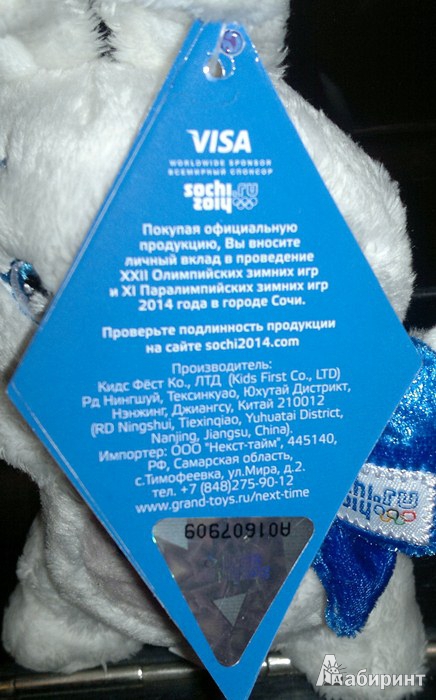 VISA
WORLDWIDE SPONSOR
ВСЕМИРНЫЙ СПОНСОР
sochi.ru
2014
Покупая официальную
продукцию, Вы вносите
личный вклад в проведение
XXII Олимпийских зимних игр
и XI Паралимпийских зимних игр
2014 года в городе Сочи.
Проверьте подлинность продукции
на сайте sochi2014.com
Производитель:
Кидс Фёст Ко., ЛТД (Kids First Co., LTD)
Рд Нингшуй, Тексинкуао, Юхутай Дистрикт,
Нэнжинг, Джиангсу, Китай 210012
(RD Ningshui, Tiexinqiao, Yuhuatai District,
Nanjing, Jiangsu, China).
Импортер: ООО "Некст-тайм", 445140,
РФ, Самарская область,
с.Тимофеевка, ул.Мира, д.2.
тел. +7 (848)275-90-12
www.grand-toys.ru/next-time
A01607909
chi.ru
Лабиринт